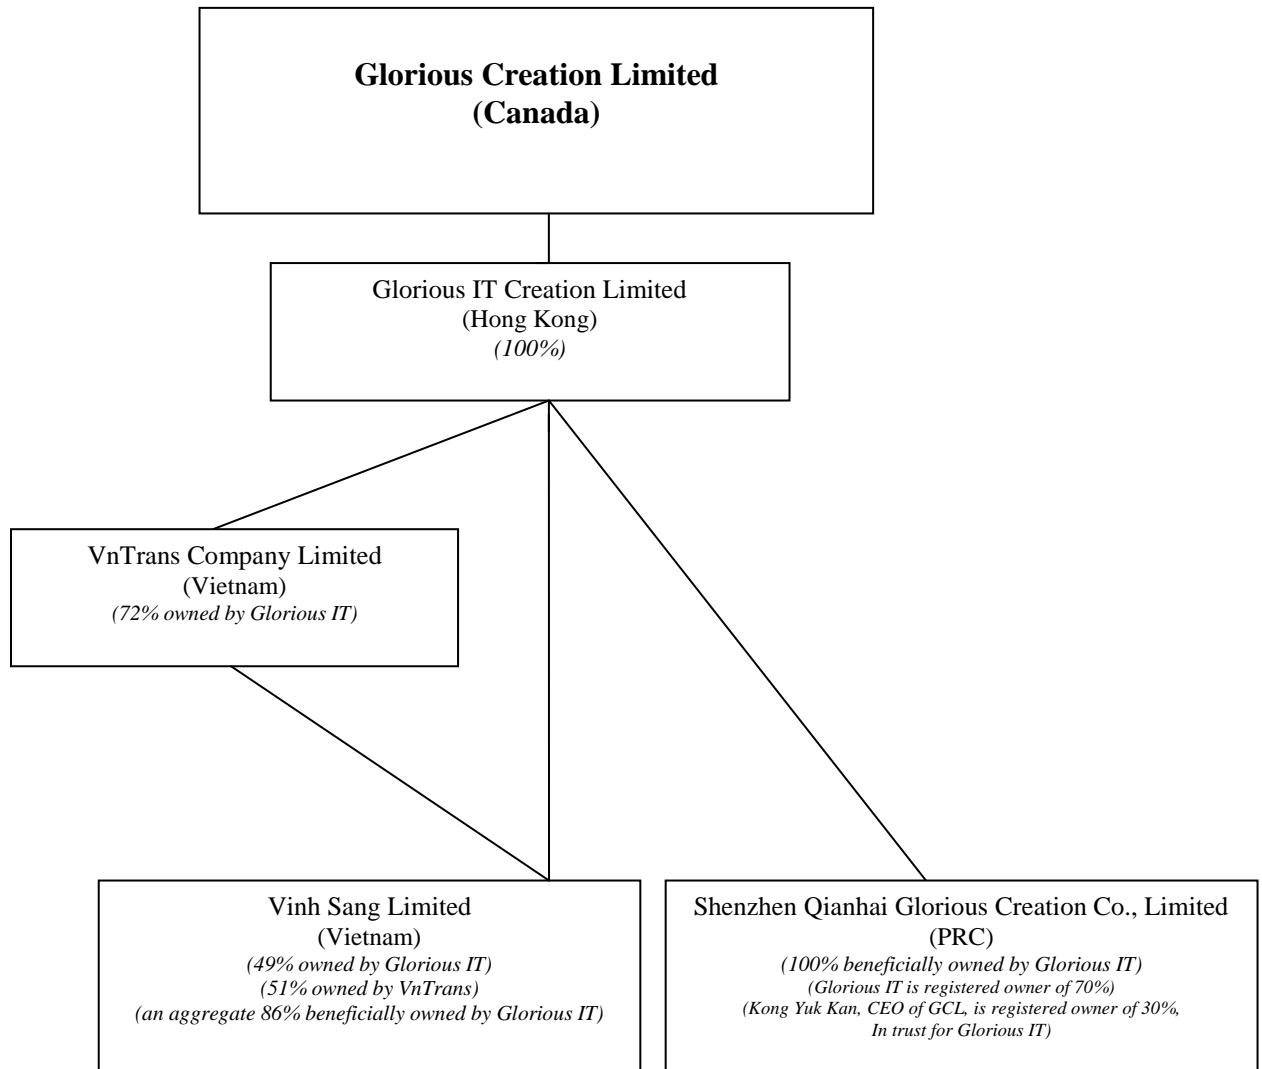 Glorious Creation Limited
(Canada)
Glorious IT Creation Limited
(Hong Kong)
(100%)
VnTrans Company Limited
(Vietnam)
(72% owned by Glorious IT)
Vinh Sang Limited
(Vietnam)
(49% owned by Glorious IT)
(51% owned by VnTrans)
(an aggregate 86% beneficially owned by Glorious IT)
Shenzhen Qianhai Glorious Creation Co., Limited
(PRC)
(100% beneficially owned by Glorious IT)
(Glorious IT is registered owner of 70%)
(Kong Yuk Kan, CEO of GCL, is registered owner of 30%,
In trust for Glorious IT)